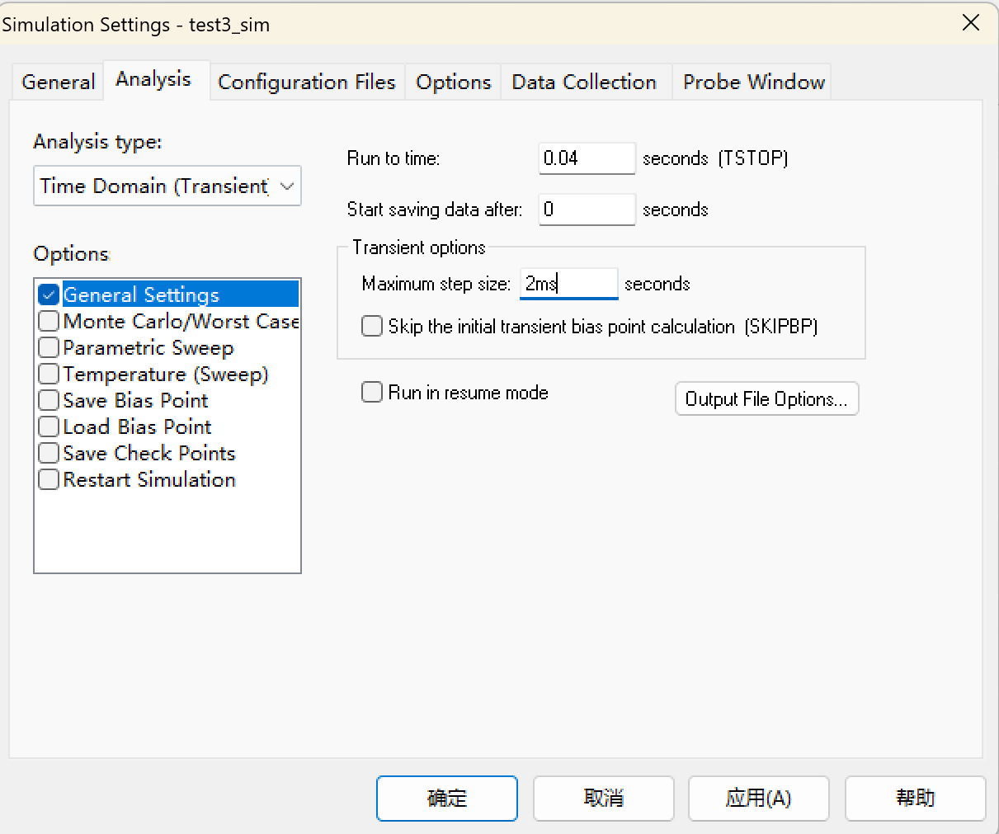 Simulation Settings - test3_sim
General
Analysis
Configuration Files
Options
Data Collection
Probe Window
Analysis type:
Time Domain (Transient)
Options
General Settings
Monte Carlo/Worst Case
Parametric Sweep
Temperature (Sweep)
Save Bias Point
Load Bias Point
Save Check Points
Restart Simulation
Run to time:
0.04
seconds (TSTOP)
Start saving data after:
0
seconds
Transient options
Maximum step size:
2ms
seconds
Skip the initial transient bias point calculation (SKIPBP)
Run in resume mode
Output File Options...
确定
取消
应用(A)
帮助